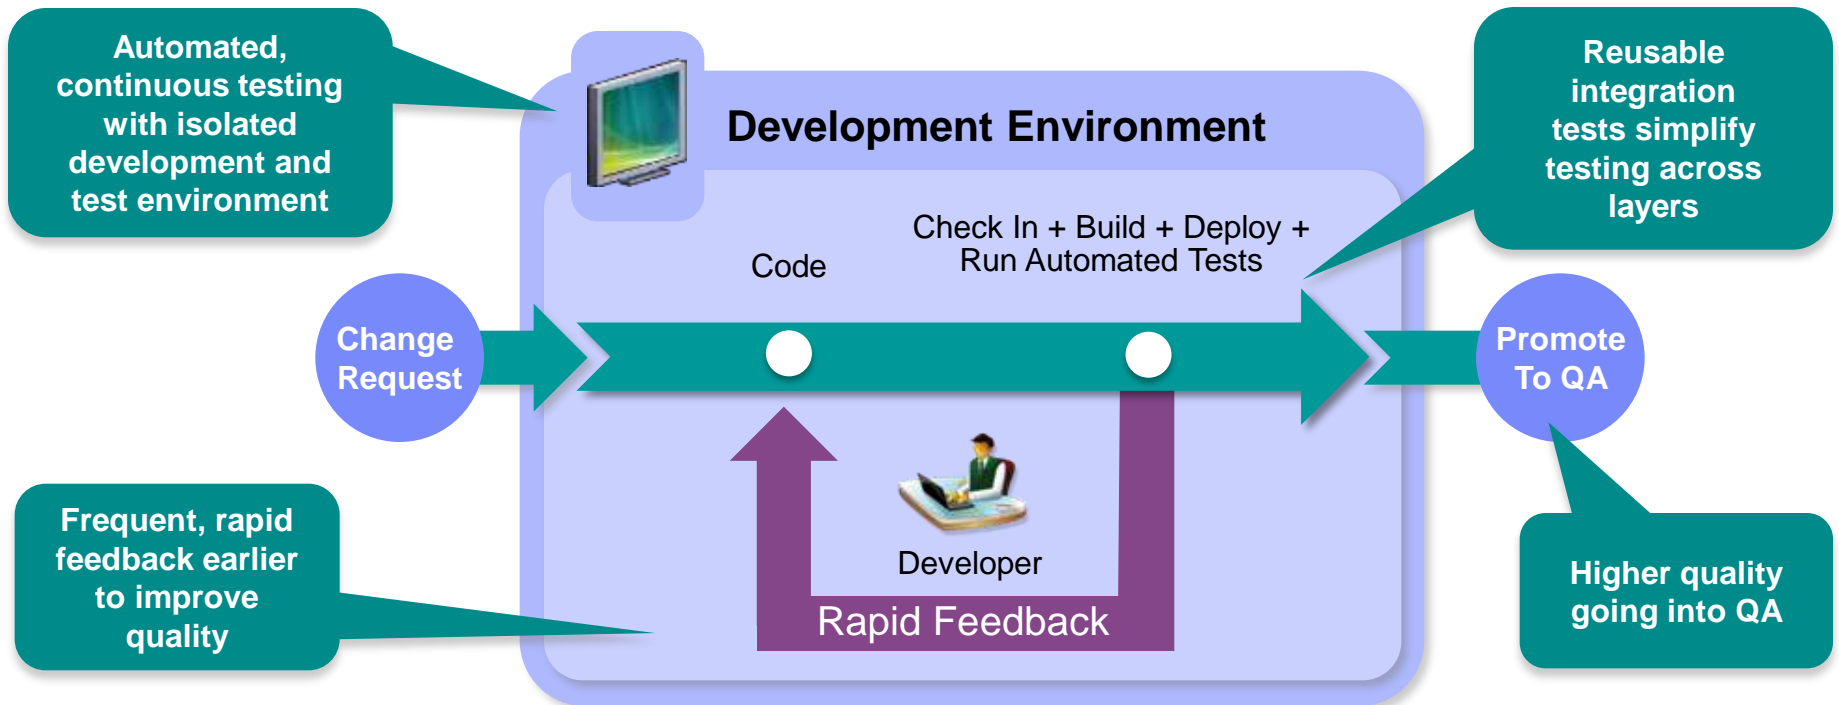 Automated,
continuous testing
with isolated
development and
test environment
Development Environment
Reusable
integration
tests simplify
testing across
layers
Code
Check In + Build + Deploy +
Run Automated Tests
Change
Request
Promote
To QA
Developer
Rapid Feedback
Frequent, rapid
feedback earlier
to improve
quality
Higher quality
going into QA